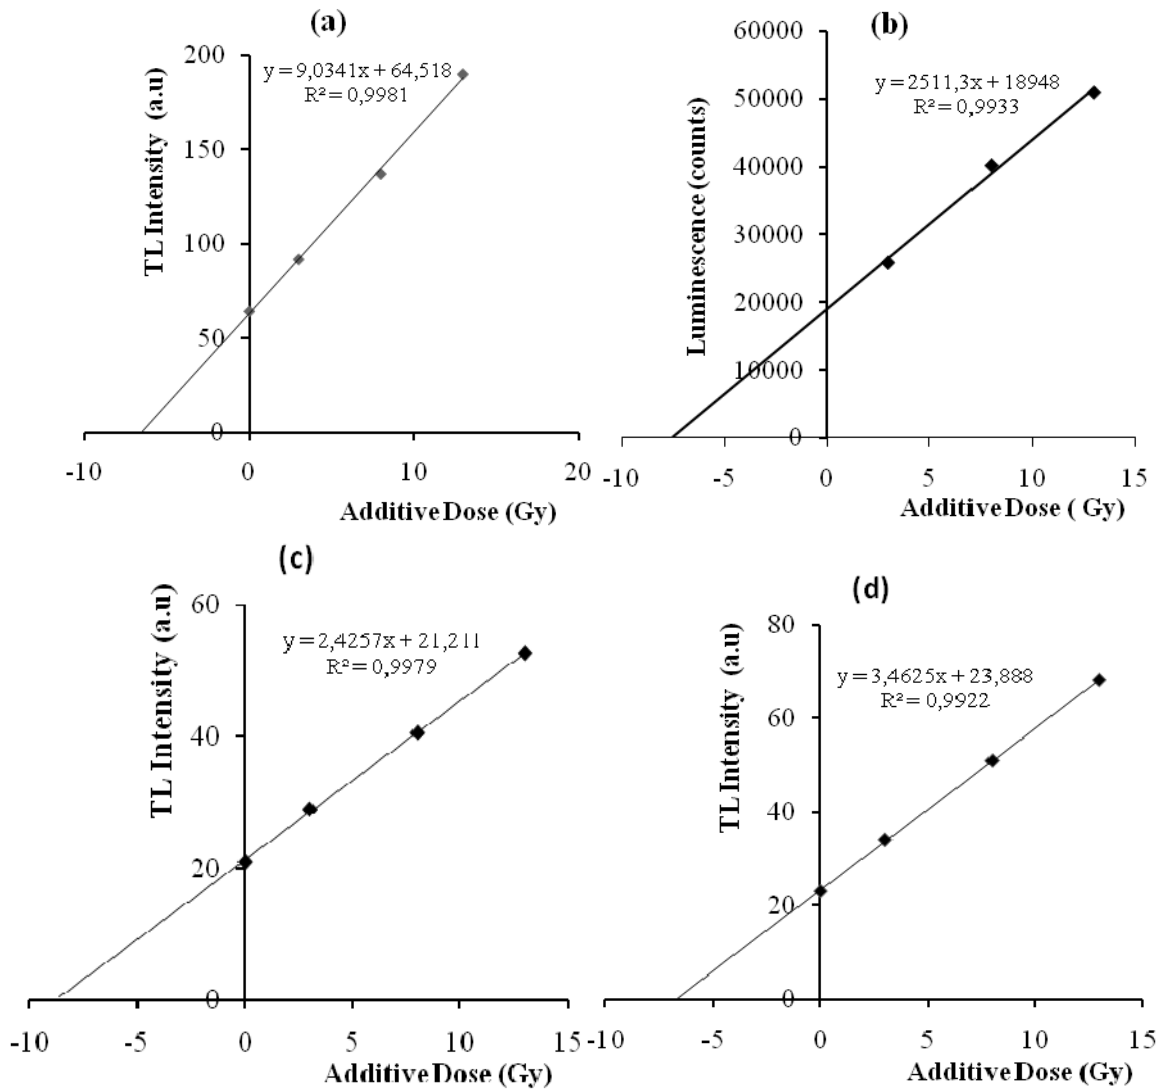 (a)
TL Intensity (a.u)
200
150
100
50
0
y = 9,0341x + 64,518
R² = 0,9981
-10
0
10
20
Additive Dose (Gy)
(b)
Luminescence (counts)
60000
50000
40000
30000
20000
10000
0
y = 2511,3x + 18948
R² = 0,9933
-10
-5
0
5
10
15
Additive Dose ( Gy)
(c)
TL Intensity (a.u)
60
40
20
0
y = 2,4257x + 21,211
R² = 0,9979
-10
-5
0
5
10
15
Additive Dose (Gy)
(d)
TL Intensity (a.u)
80
60
40
20
0
y = 3,4625x + 23,888
R² = 0,9922
-10
-5
0
5
10
15
Additive Dose (Gy)